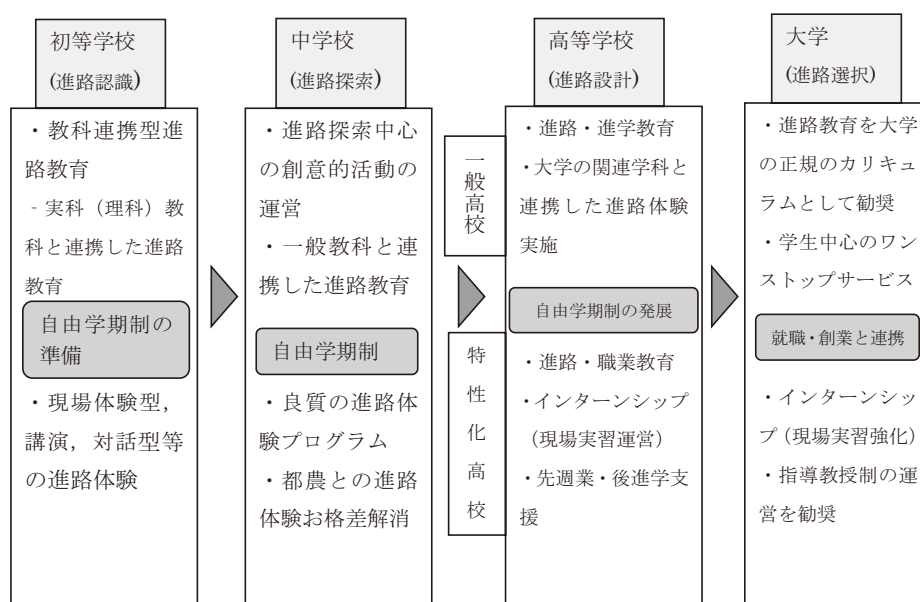 初等学校
(進路認識)
・教科連携型進
路教育
- 実科（理科）教
科と連携した進路
教育
自由学期制の
準備
・現場体験型,
講演，対話型等
の進路体験
中学校
(進路探索)
・進路探索中心
の創意的活動の
運営
・一般教科と連
携した進路教育
自由学期制
・良質の進路体
験プログラム
・都農との進路
体験お格差解消
一般高校
特性化高校
高等学校
(進路設計)
・進路・進学教育
・大学の関連学科と
連携した進路体験
実施
自由学期制の発展
・進路・職業教育
・インターンシップ
（現場実習運営）
・先週業・後進学支
援
大学
(進路選択)
・進路教育を大学
の正規のカリキュ
ラムとして勧奨
・学生中心のワン
ストップサービス
就職・創業と連携
・インターンシッ
プ（現場実習強化）
・指導教授制の運
営を勧奨